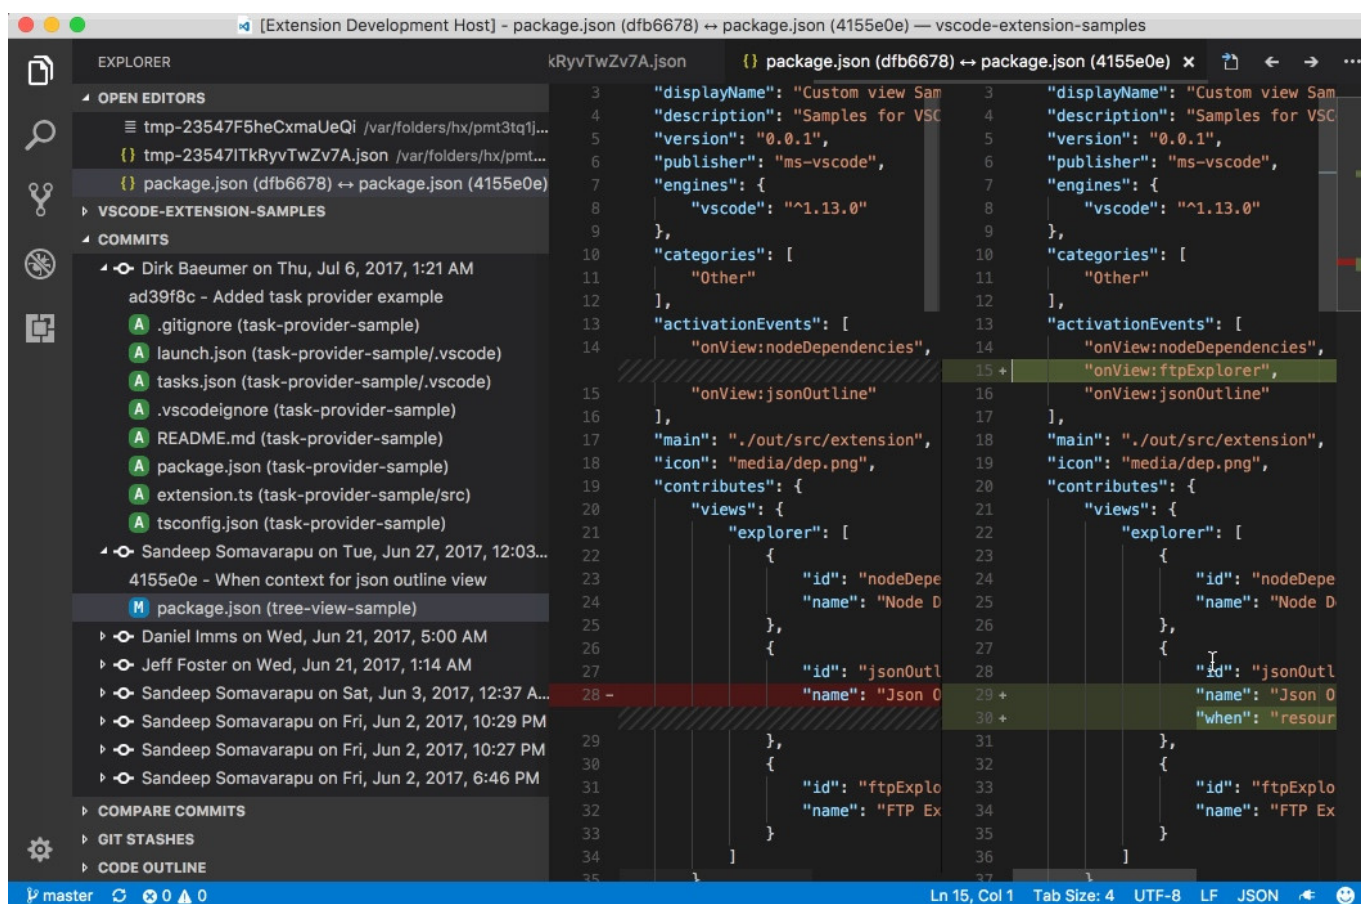 [Extension Development Host] - package.json (dfb6678) ↔ package.json (4155e0e) — vscode-extension-samples
EXPLORER
OPEN EDITORS
tmp-23547F5heCxmaUeQi /var/folders/hx/pmt3tq1j...
{} tmp-23547ITkRyvTwZv7A.json /var/folders/hx/pmt...
{} package.json (dfb6678) ↔ package.json (4155e0e)
VSCODE-EXTENSION-SAMPLES
COMMITS
Dirk Baeumer on Thu, Jul 6, 2017, 1:21 AM
ad39f8c - Added task provider example
A .gitignore (task-provider-sample)
A launch.json (task-provider-sample/.vscode)
A tasks.json (task-provider-sample/.vscode)
A .vscodeignore (task-provider-sample)
A README.md (task-provider-sample)
A package.json (task-provider-sample)
A extension.ts (task-provider-sample/src)
A tsconfig.json (task-provider-sample)
Sandeep Somavarapu on Tue, Jun 27, 2017, 12:03...
4155e0e - When context for json outline view
M package.json (tree-view-sample)
Daniel Imms on Wed, Jun 21, 2017, 5:00 AM
Jeff Foster on Wed, Jun 21, 2017, 1:14 AM
Sandeep Somavarapu on Sat, Jun 3, 2017, 12:37 A...
Sandeep Somavarapu on Fri, Jun 2, 2017, 10:29 PM
Sandeep Somavarapu on Fri, Jun 2, 2017, 10:27 PM
Sandeep Somavarapu on Fri, Jun 2, 2017, 6:46 PM
COMPARE COMMITS
GIT STASHES
CODE OUTLINE
kRyvTwZv7A.json
{} package.json (dfb6678) ↔ package.json (4155e0e) ×
3 "displayName": "Custom view Sam
4 "description": "Samples for VSC
5 "version": "0.0.1",
6 "publisher": "ms-vscode",
7 "engines": {
8 "vscode": "^1.13.0"
9 },
10 "categories": [
11 "Other"
12 ],
13 "activationEvents": [
14 "onView:nodeDependencies",
15 "onView:jsonOutline"
16 ],
17 "main": "./out/src/extension",
18 "icon": "media/dep.png",
19 "contributes": {
20 "views": {
21 "explorer": [
22 {
23 "id": "nodeDepe
24 "name": "Node D
25 },
26 {
27 "id": "jsonOutl
28 - "name": "Json O
29 },
30 {
31 "id": "ftpExplo
32 "name": "FTP Ex
33 }
34 ]
35 }
3 "displayName": "Custom view Sam
4 "description": "Samples for VSC
5 "version": "0.0.1",
6 "publisher": "ms-vscode",
7 "engines": {
8 "vscode": "^1.13.0"
9 },
10 "categories": [
11 "Other"
12 ],
13 "activationEvents": [
14 "onView:nodeDependencies",
15 + "onView:ftpExplorer",
16 "onView:jsonOutline"
17 ],
18 "main": "./out/src/extension",
19 "icon": "media/dep.png",
20 "contributes": {
21 "views": {
22 "explorer": [
23 {
24 "id": "nodeDepe
25 "name": "Node D
26 },
27 {
28 "id": "jsonOutl
29 + "name": "Json O
30 + "when": "resour
31 },
32 {
33 "id": "ftpExplo
34 "name": "FTP Ex
35 }
36 ]
37 }
master 0 0
Ln 15, Col 1 Tab Size: 4 UTF-8 LF JSON